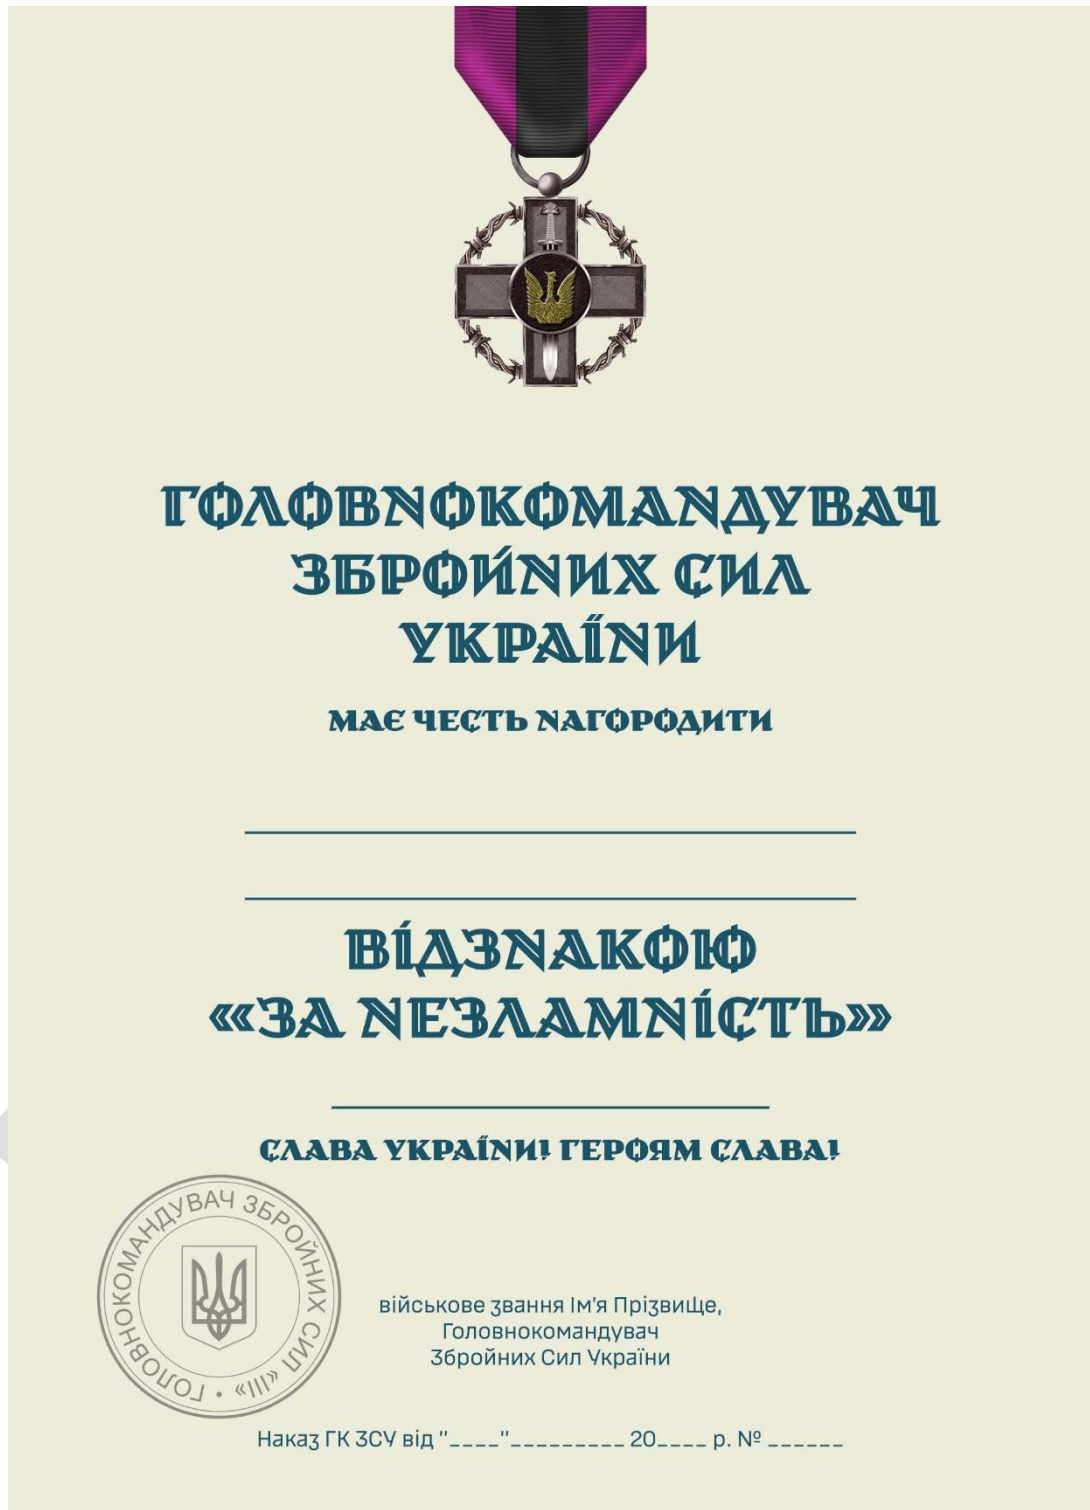 ГОЛОВНОКОМАНДУВАЧ
ЗБРОЙНИХ СИЛ
УКРАЇНИ
МАЄ ЧЕСТЬ НАГОРОДИТИ
ВІДЗНАКОЮ
«ЗА НЕЗЛАМНІСТЬ»
СЛАВА УКРАЇНИ! ГЕРОЯМ СЛАВА!
ГОЛОВНОКОМАНДУВАЧ ЗБРОЙНИХ СИЛ «III» •
військове звання Ім'я Прізвище,
Головнокомандувач
Збройних Сил України
Наказ ГК ЗСУ від "____"_________ 20____ р. № ______